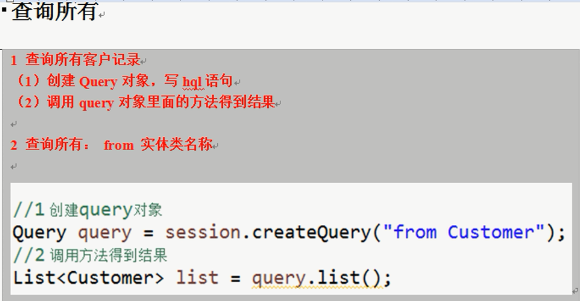 查询所有
1 查询所有客户记录
（1）创建 Query 对象，写 hql 语句
（2）调用 query 对象里面的方法得到结果
2 查询所有： from 实体类名称
//1 创建query对象
Query query = session.createQuery("from Customer");
//2 调用方法得到结果
List<Customer> list = query.list();